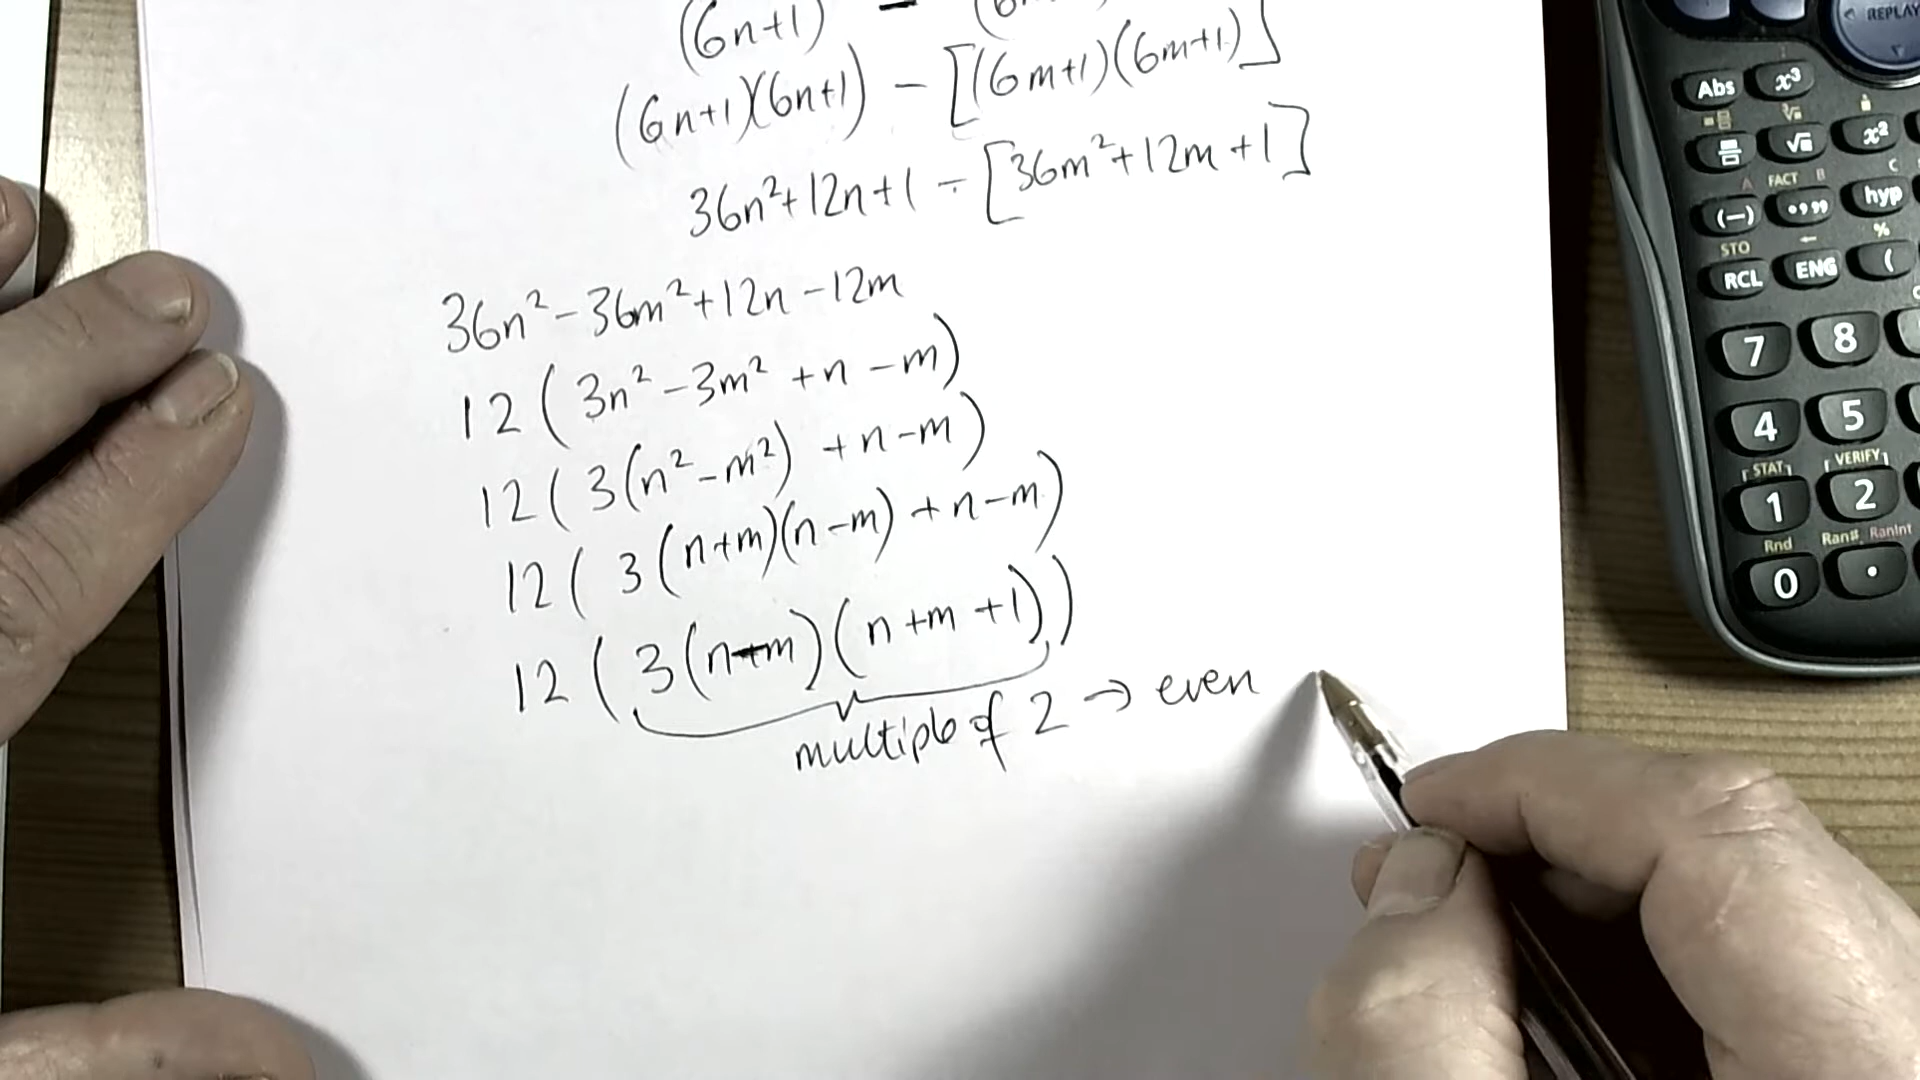 (6n+1) - (6
(6n+1)(6n+1) - [(6m+1)(6m+1)]
36n²+12n+1 - [36m²+12m+1]
36n²-36m²+12n-12m
12(3n²-3m²+n-m)
12(3(n²-m²)+n-m)
12(3(n+m)(n-m)+n-m)
12(3(n-m)(n+m+1))
multiple of 2 → even
REPLAY
Abs x³
³√
√ x²
A FACT B C
(-) hyp
STO ← %
RCL ENG (
7 8
4 5
STAT VERIFY
1 2
Rnd Ran# RanInt
0 •